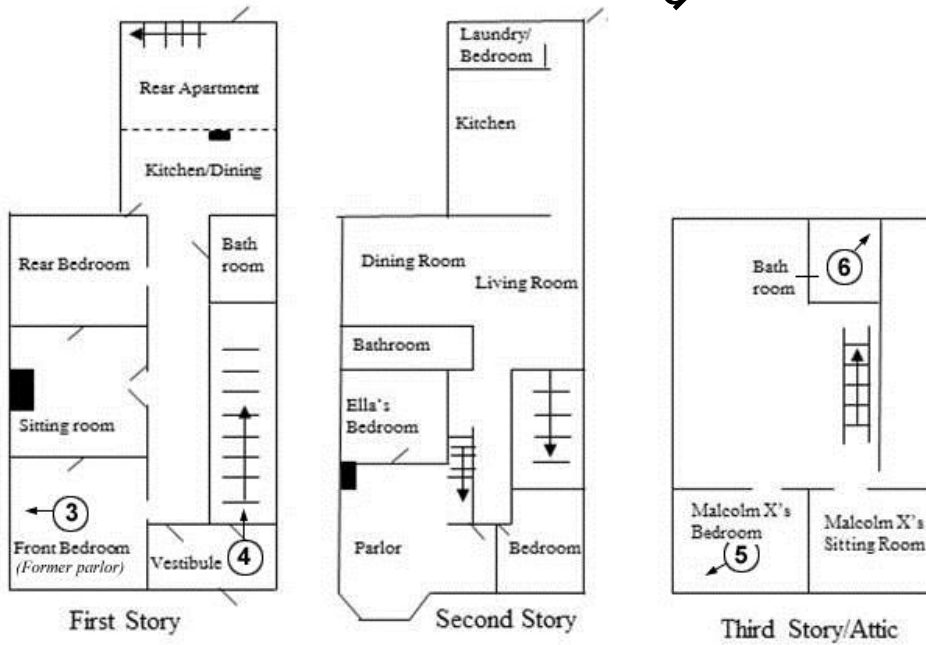 Rear Apartment
Kitchen/Dining
Rear Bedroom
Bath
room
Sitting room
3
Front Bedroom
(Former parlor)
Vestibule
4
First Story
Laundry/
Bedroom
Kitchen
Dining Room
Living Room
Bathroom
Ella's
Bedroom
Parlor
Bedroom
Second Story
Bath
room
6
Malcolm X's
Bedroom
5
Malcolm X's
Sitting Room
Third Story/Attic